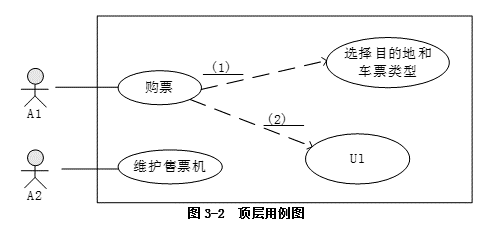 选择目的地和
车票类型
(1)
购票
A1
(2)
U1
维护售票机
A2
图 3-2 顶层用例图